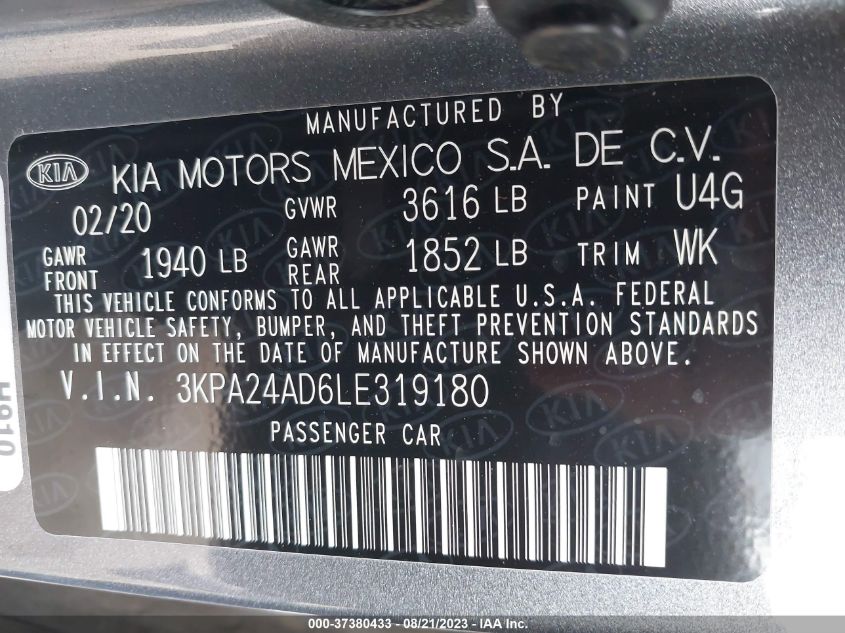 MANUFACTURED BY
KIA KIA MOTORS MEXICO S.A. DE C.V.
02/20 GVWR 3616 LB PAINT U4G
GAWR FRONT 1940 LB GAWR REAR 1852 LB TRIM WK
THIS VEHICLE CONFORMS TO ALL APPLICABLE U.S.A. FEDERAL
MOTOR VEHICLE SAFETY, BUMPER, AND THEFT PREVENTION STANDARDS
IN EFFECT ON THE DATE OF MANUFACTURE SHOWN ABOVE.
V.I.N. 3KPA24AD6LE319180
PASSENGER CAR
H910
000-37380433 - 08/21/2023 - © IAA, Inc.